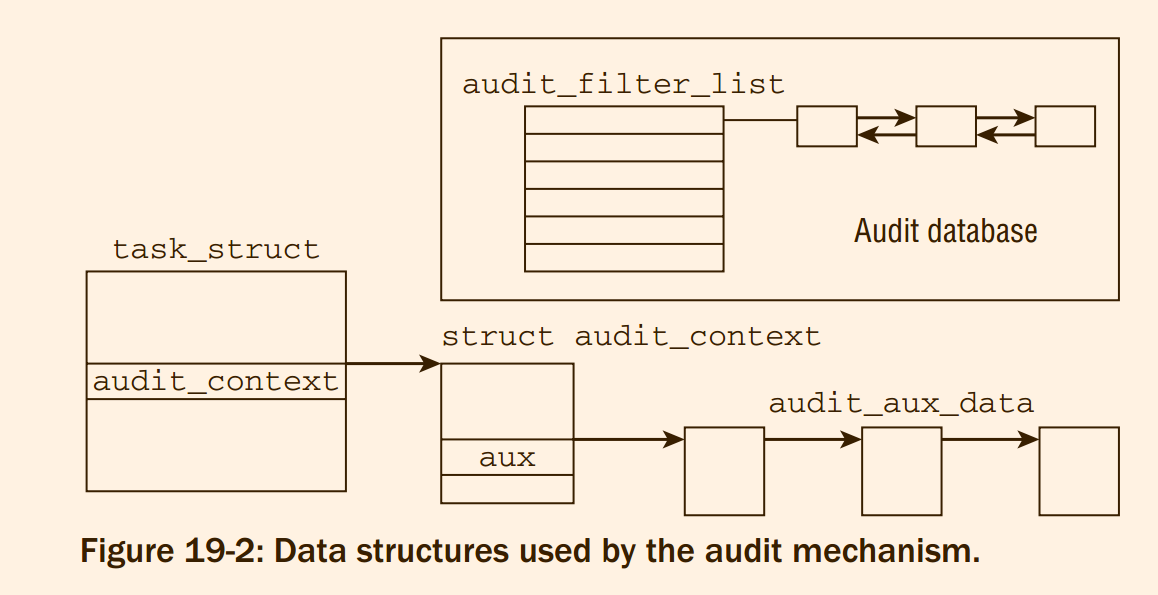 audit_filter_list
Audit database
task_struct
struct audit_context
audit_context
audit_aux_data
aux
Figure 19-2: Data structures used by the audit mechanism.